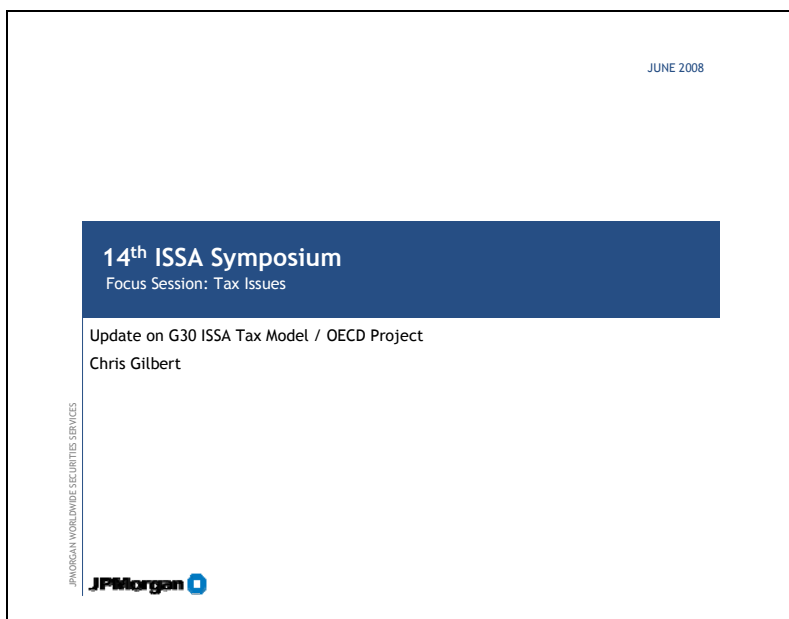 JUNE 2008
14th ISSA Symposium
Focus Session: Tax Issues
Update on G30 ISSA Tax Model / OECD Project
Chris Gilbert
JPMORGAN WORLDWIDE SECURITIES SERVICES
JPMorgan